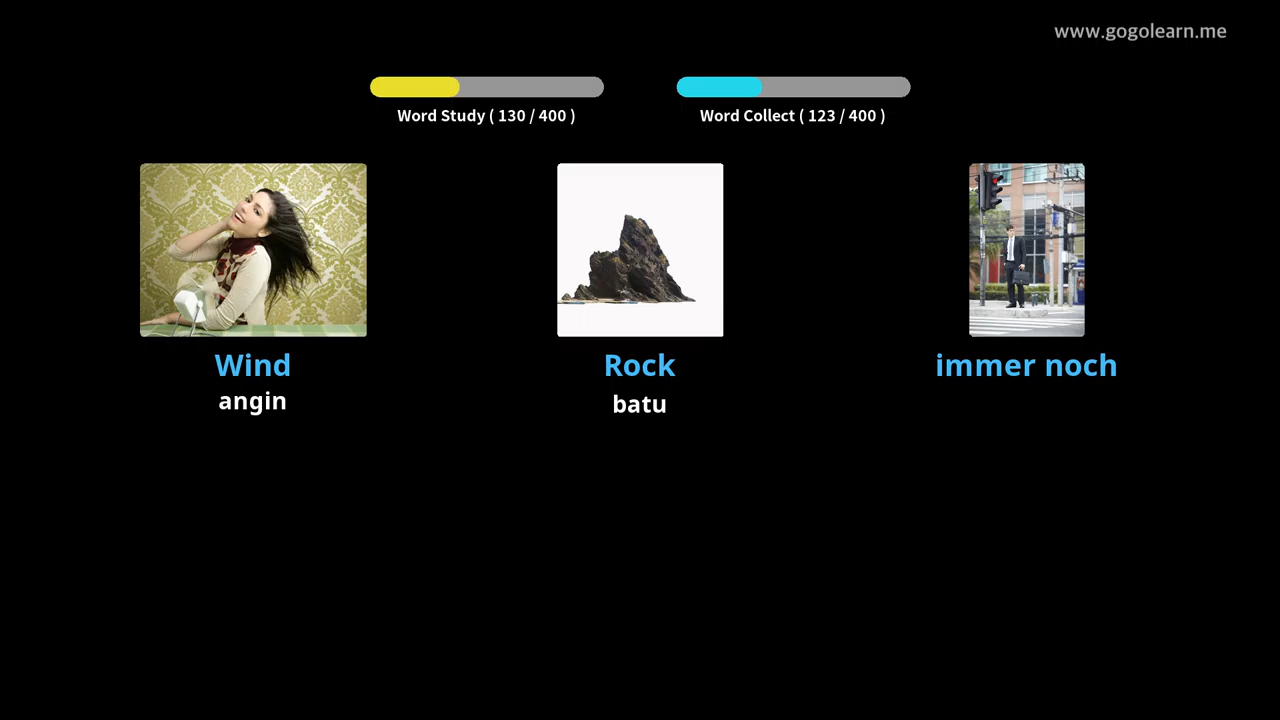 www.gogolearn.me
Word Study ( 130 / 400 )
Word Collect ( 123 / 400 )
Wind
angin
Rock
batu
immer noch